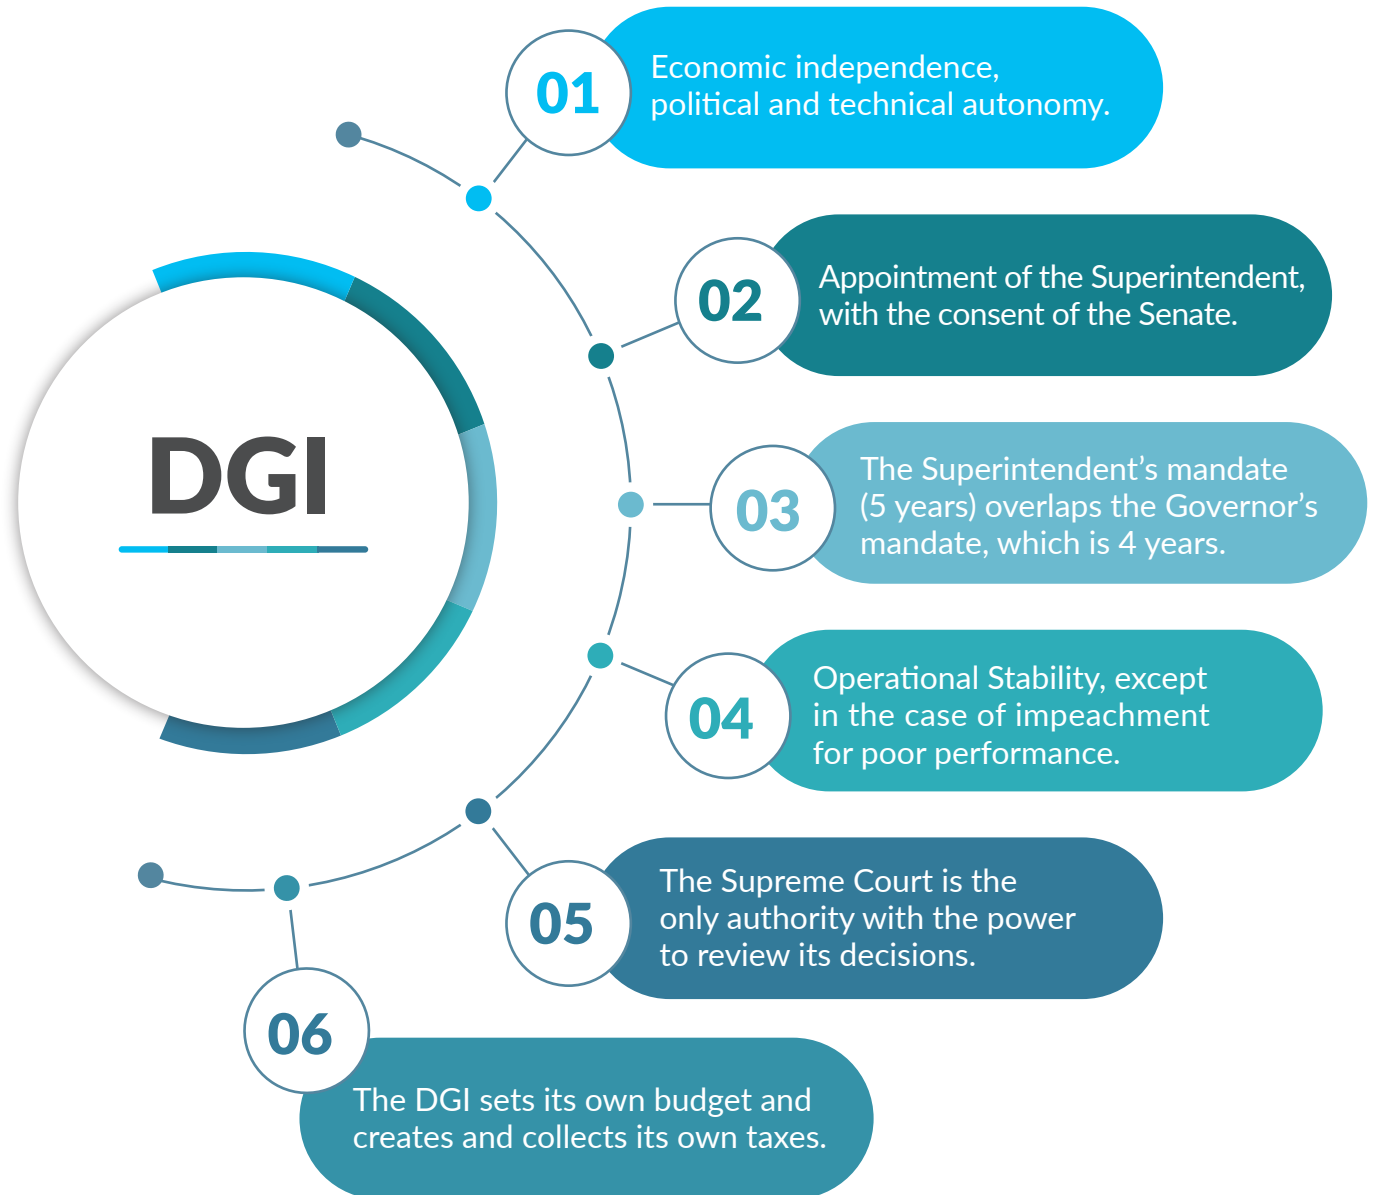 DGI
01
Economic independence,
political and technical autonomy.
02
Appointment of the Superintendent,
with the consent of the Senate.
03
The Superintendent’s mandate
(5 years) overlaps the Governor’s
mandate, which is 4 years.
04
Operational Stability, except
in the case of impeachment
for poor performance.
05
The Supreme Court is the
only authority with the power
to review its decisions.
06
The DGI sets its own budget and
creates and collects its own taxes.